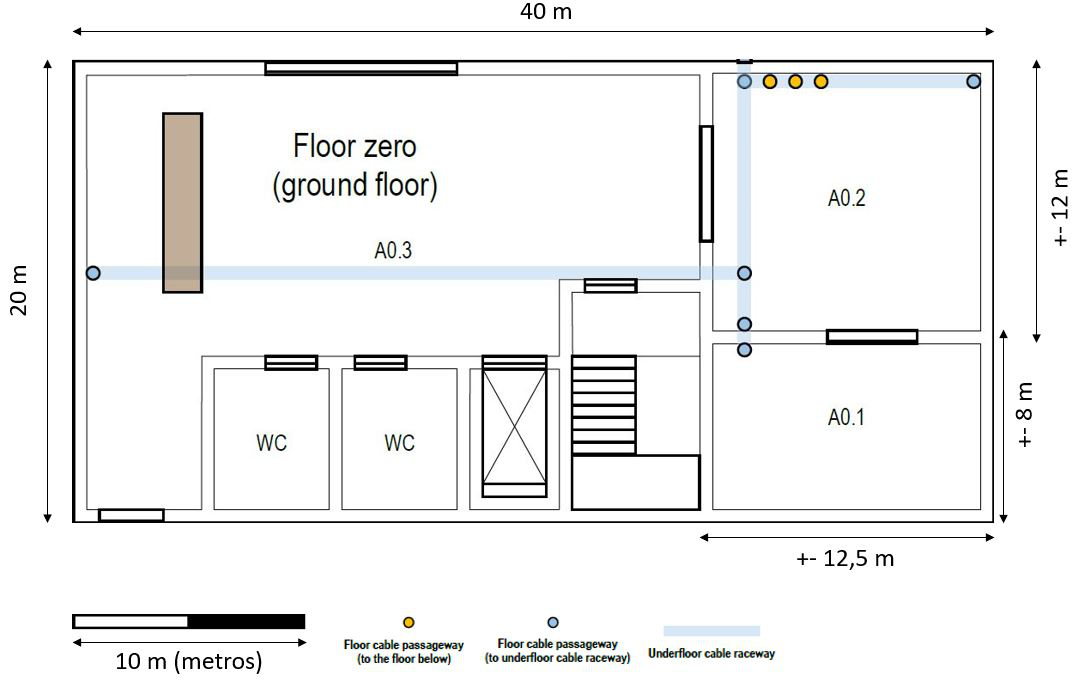 40 m
Floor zero
(ground floor)
A0.2
+- 12 m
A0.3
20 m
+- 8 m
A0.1
WC
WC
+- 12,5 m
10 m (metros)
Floor cable passageway
(to the floor below)
Floor cable passageway
(to underfloor cable raceway)
Underfloor cable raceway